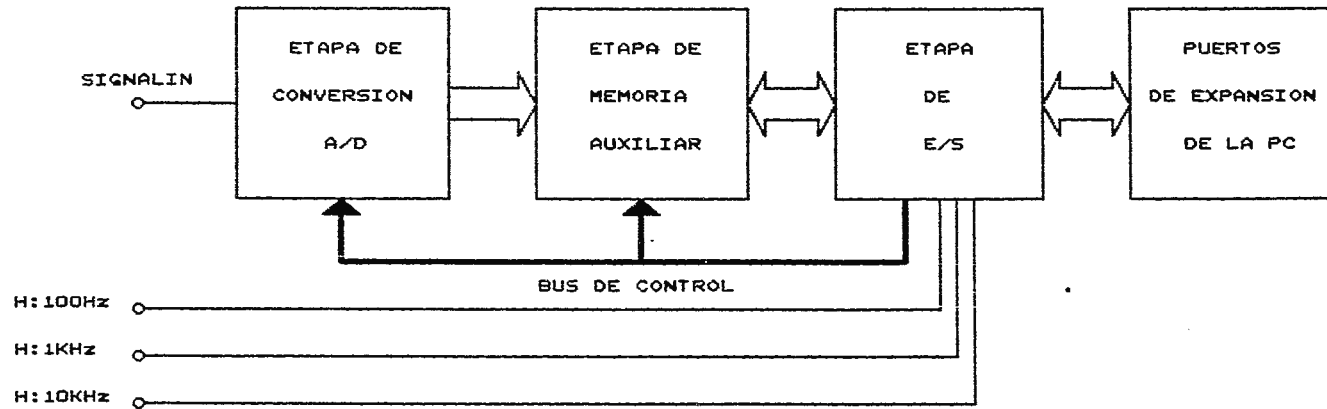 ETAPA DE
CONVERSION
A/D
ETAPA DE
MEMORIA
AUXILIAR
ETAPA
DE
E/S
PUERTOS
DE EXPANSION
DE LA PC
SIGNALIN
BUS DE CONTROL
H:100Hz
H:1KHz
H:10KHz